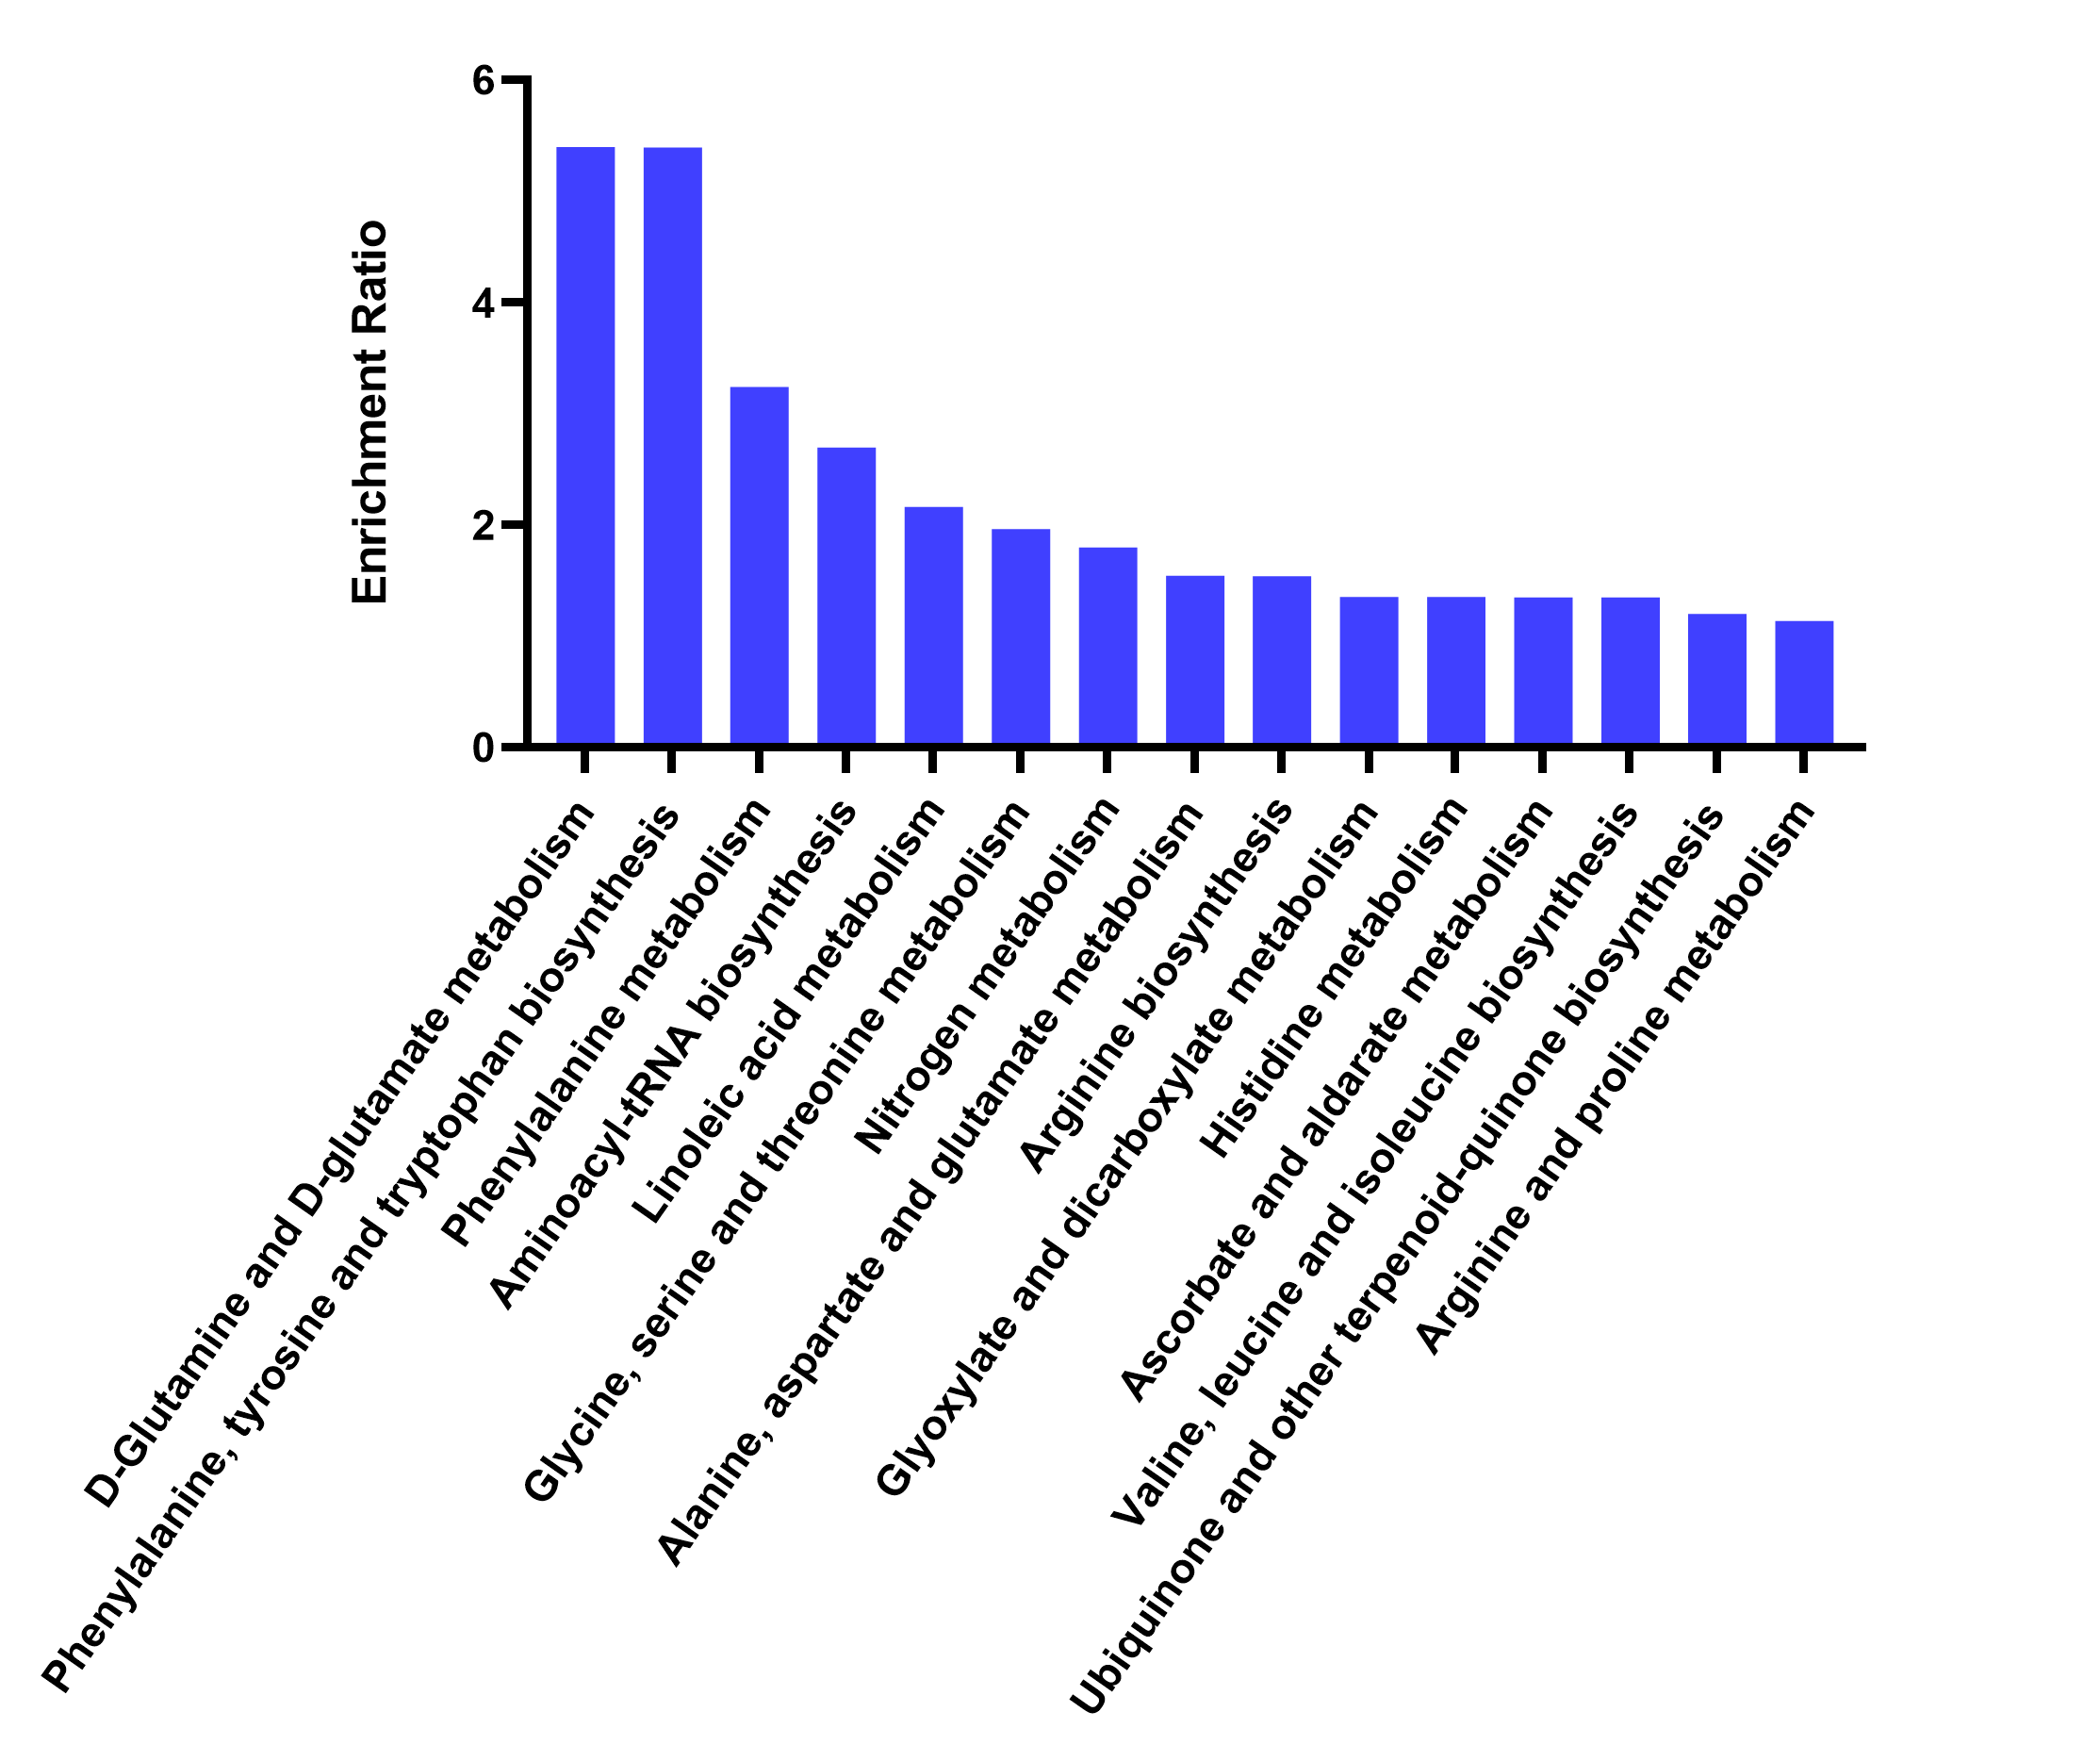 Enrichment Ratio
6
4
2
0
D-Glutamine and D-glutamate metabolism
Phenylalanine, tyrosine and tryptophan biosynthesis
Phenylalanine metabolism
Aminoacyl-tRNA biosynthesis
Linoleic acid metabolism
Glycine, serine and threonine metabolism
Nitrogen metabolism
Alanine, aspartate and glutamate metabolism
Arginine biosynthesis
Glyoxylate and dicarboxylate metabolism
Histidine metabolism
Ascorbate and aldarate metabolism
Valine, leucine and isoleucine biosynthesis
Ubiquinone and other terpenoid-quinone biosynthesis
Arginine and proline metabolism